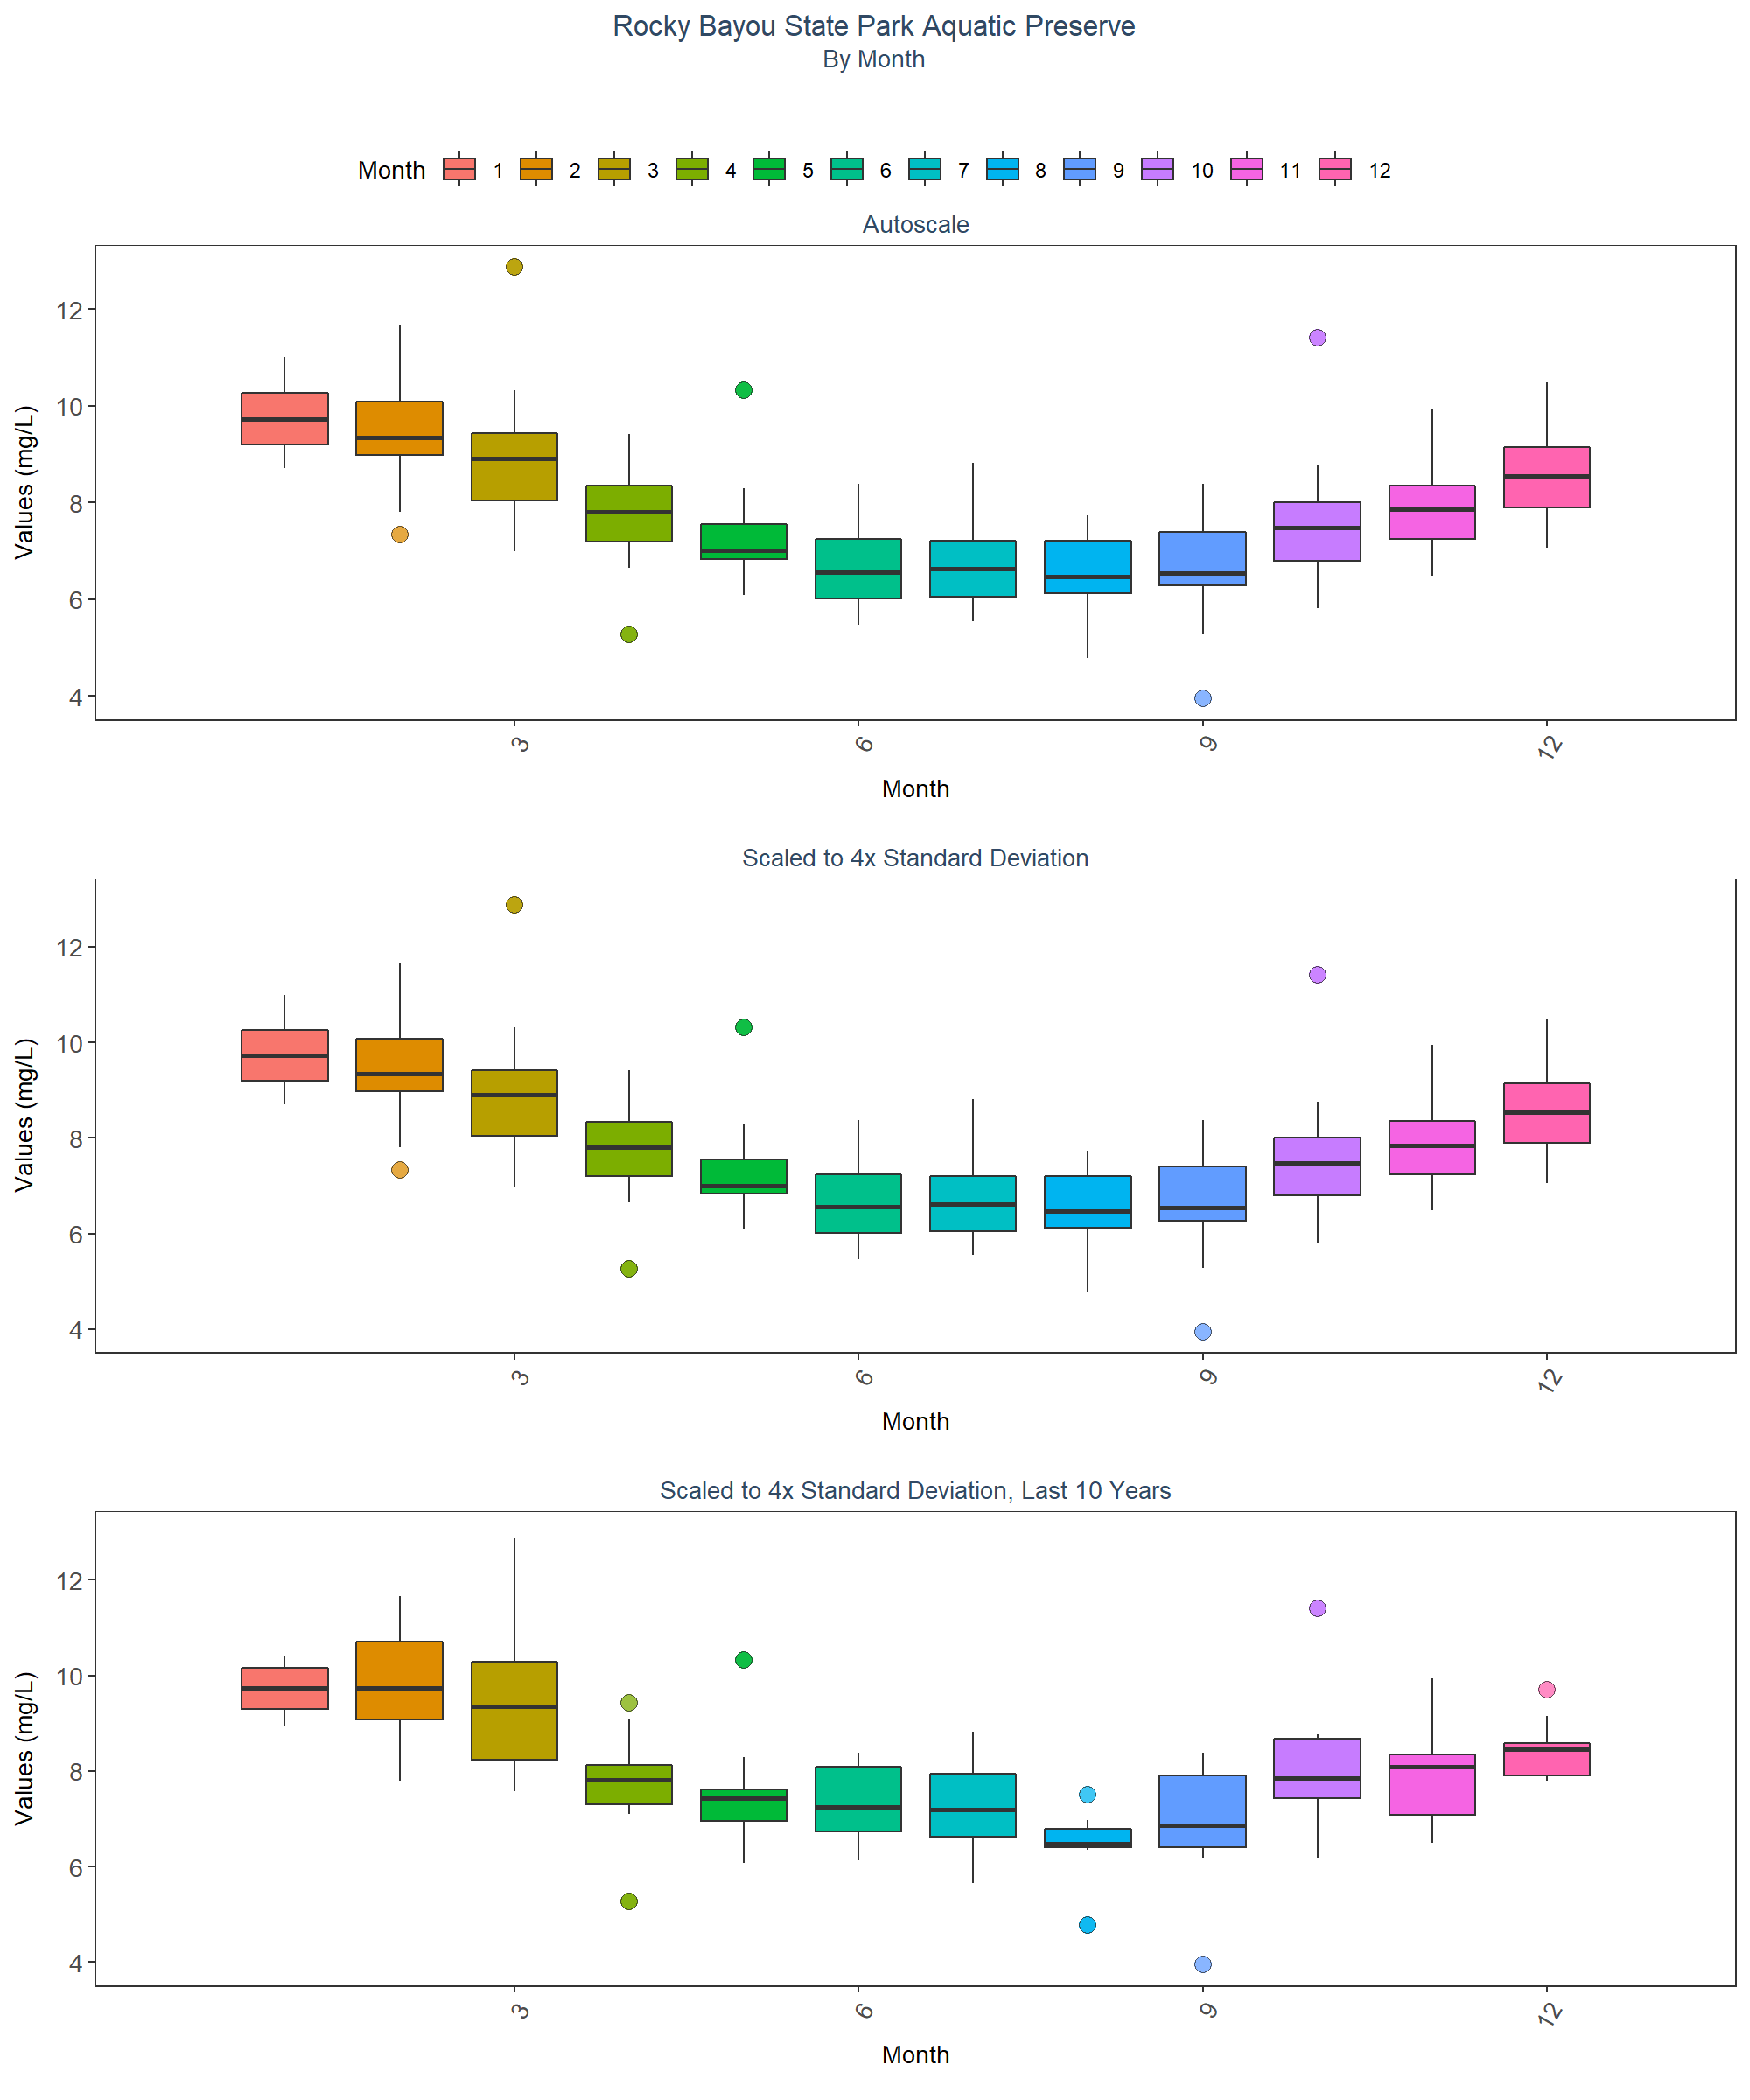 Rocky Bayou State Park Aquatic Preserve
By Month
Month 1 2 3 4 5 6 7 8 9 10 11 12
Autoscale
Values (mg/L)
12
10
8
6
4
3 6 9 12
Month
Scaled to 4x Standard Deviation
Values (mg/L)
12
10
8
6
4
3 6 9 12
Month
Scaled to 4x Standard Deviation, Last 10 Years
Values (mg/L)
12
10
8
6
4
3 6 9 12
Month